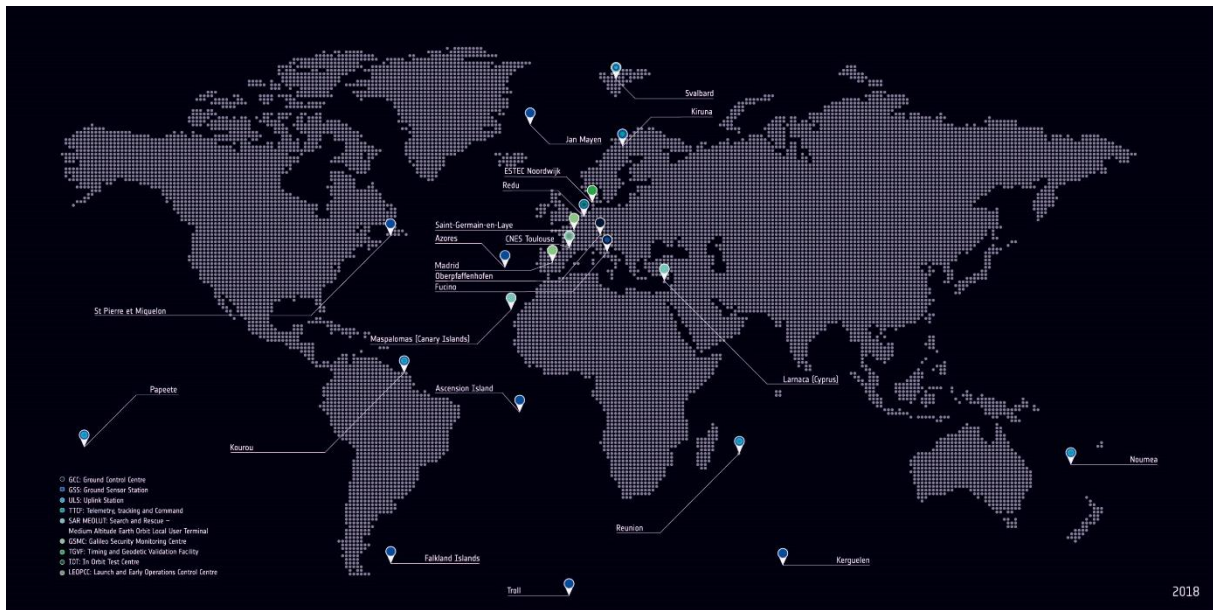 Svalbard
Kiruna
Jan Mayen
ESTEC Noordwijk
Redu
Saint-Germain-en-Laye
Azores
CNES Toulouse
Madrid
Oberpfaffenhofen
Fucino
St Pierre et Miquelon
Maspalomas (Canary Islands)
Larnaca (Cyprus)
Papeete
Ascension Island
Kourou
Noumea
Reunion
Falkland Islands
Kerguelen
Troll
GCC: Ground Control Centre
GSS: Ground Sensor Station
ULS: Uplink Station
TTCF: Telemetry, tracking and Command
SAR MEOLUT: Search and Rescue –
Medium Altitude Earth Orbit Local User Terminal
GSMC: Galileo Security Monitoring Centre
TGVF: Timing and Geodetic Validation Facility
IOT: In Orbit Test Centre
LEOPCC: Launch and Early Operations Control Centre
2018